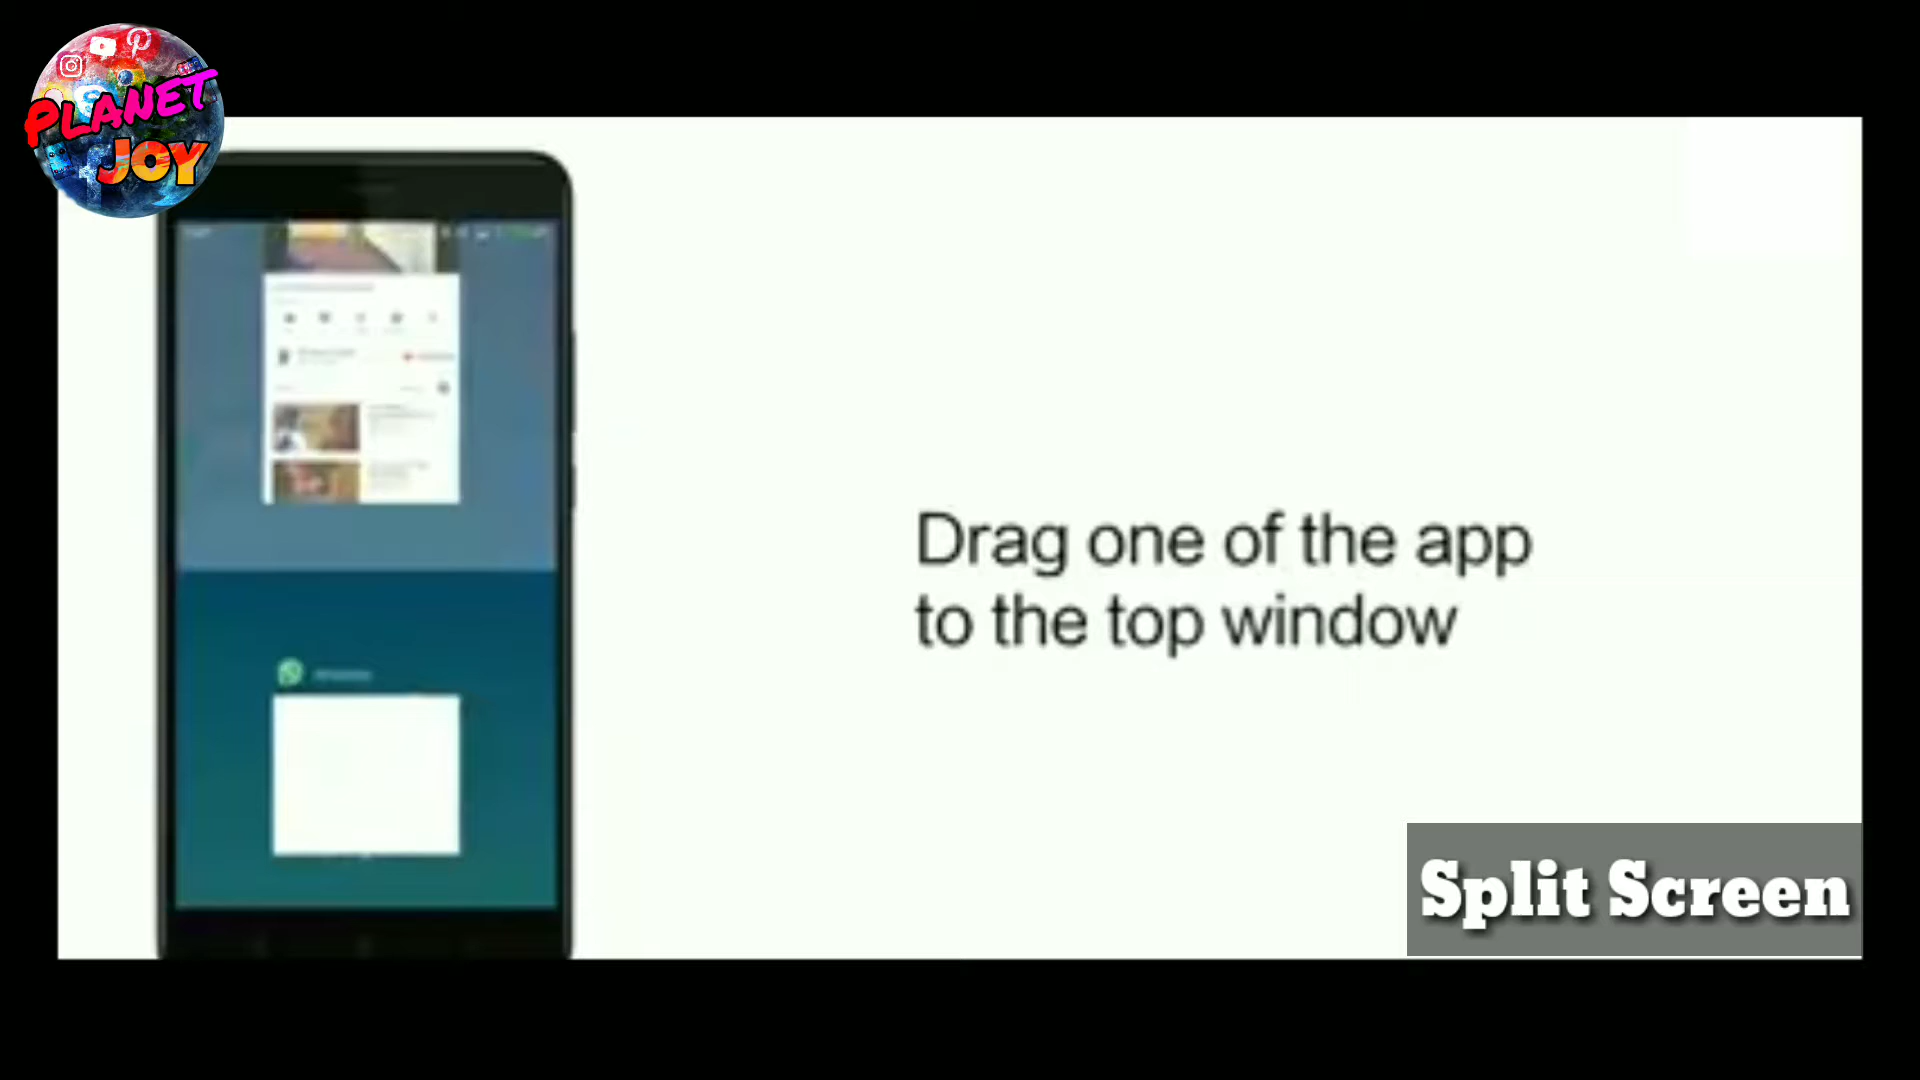 PLANET
JOY
Drag one of the app
to the top window
Split Screen